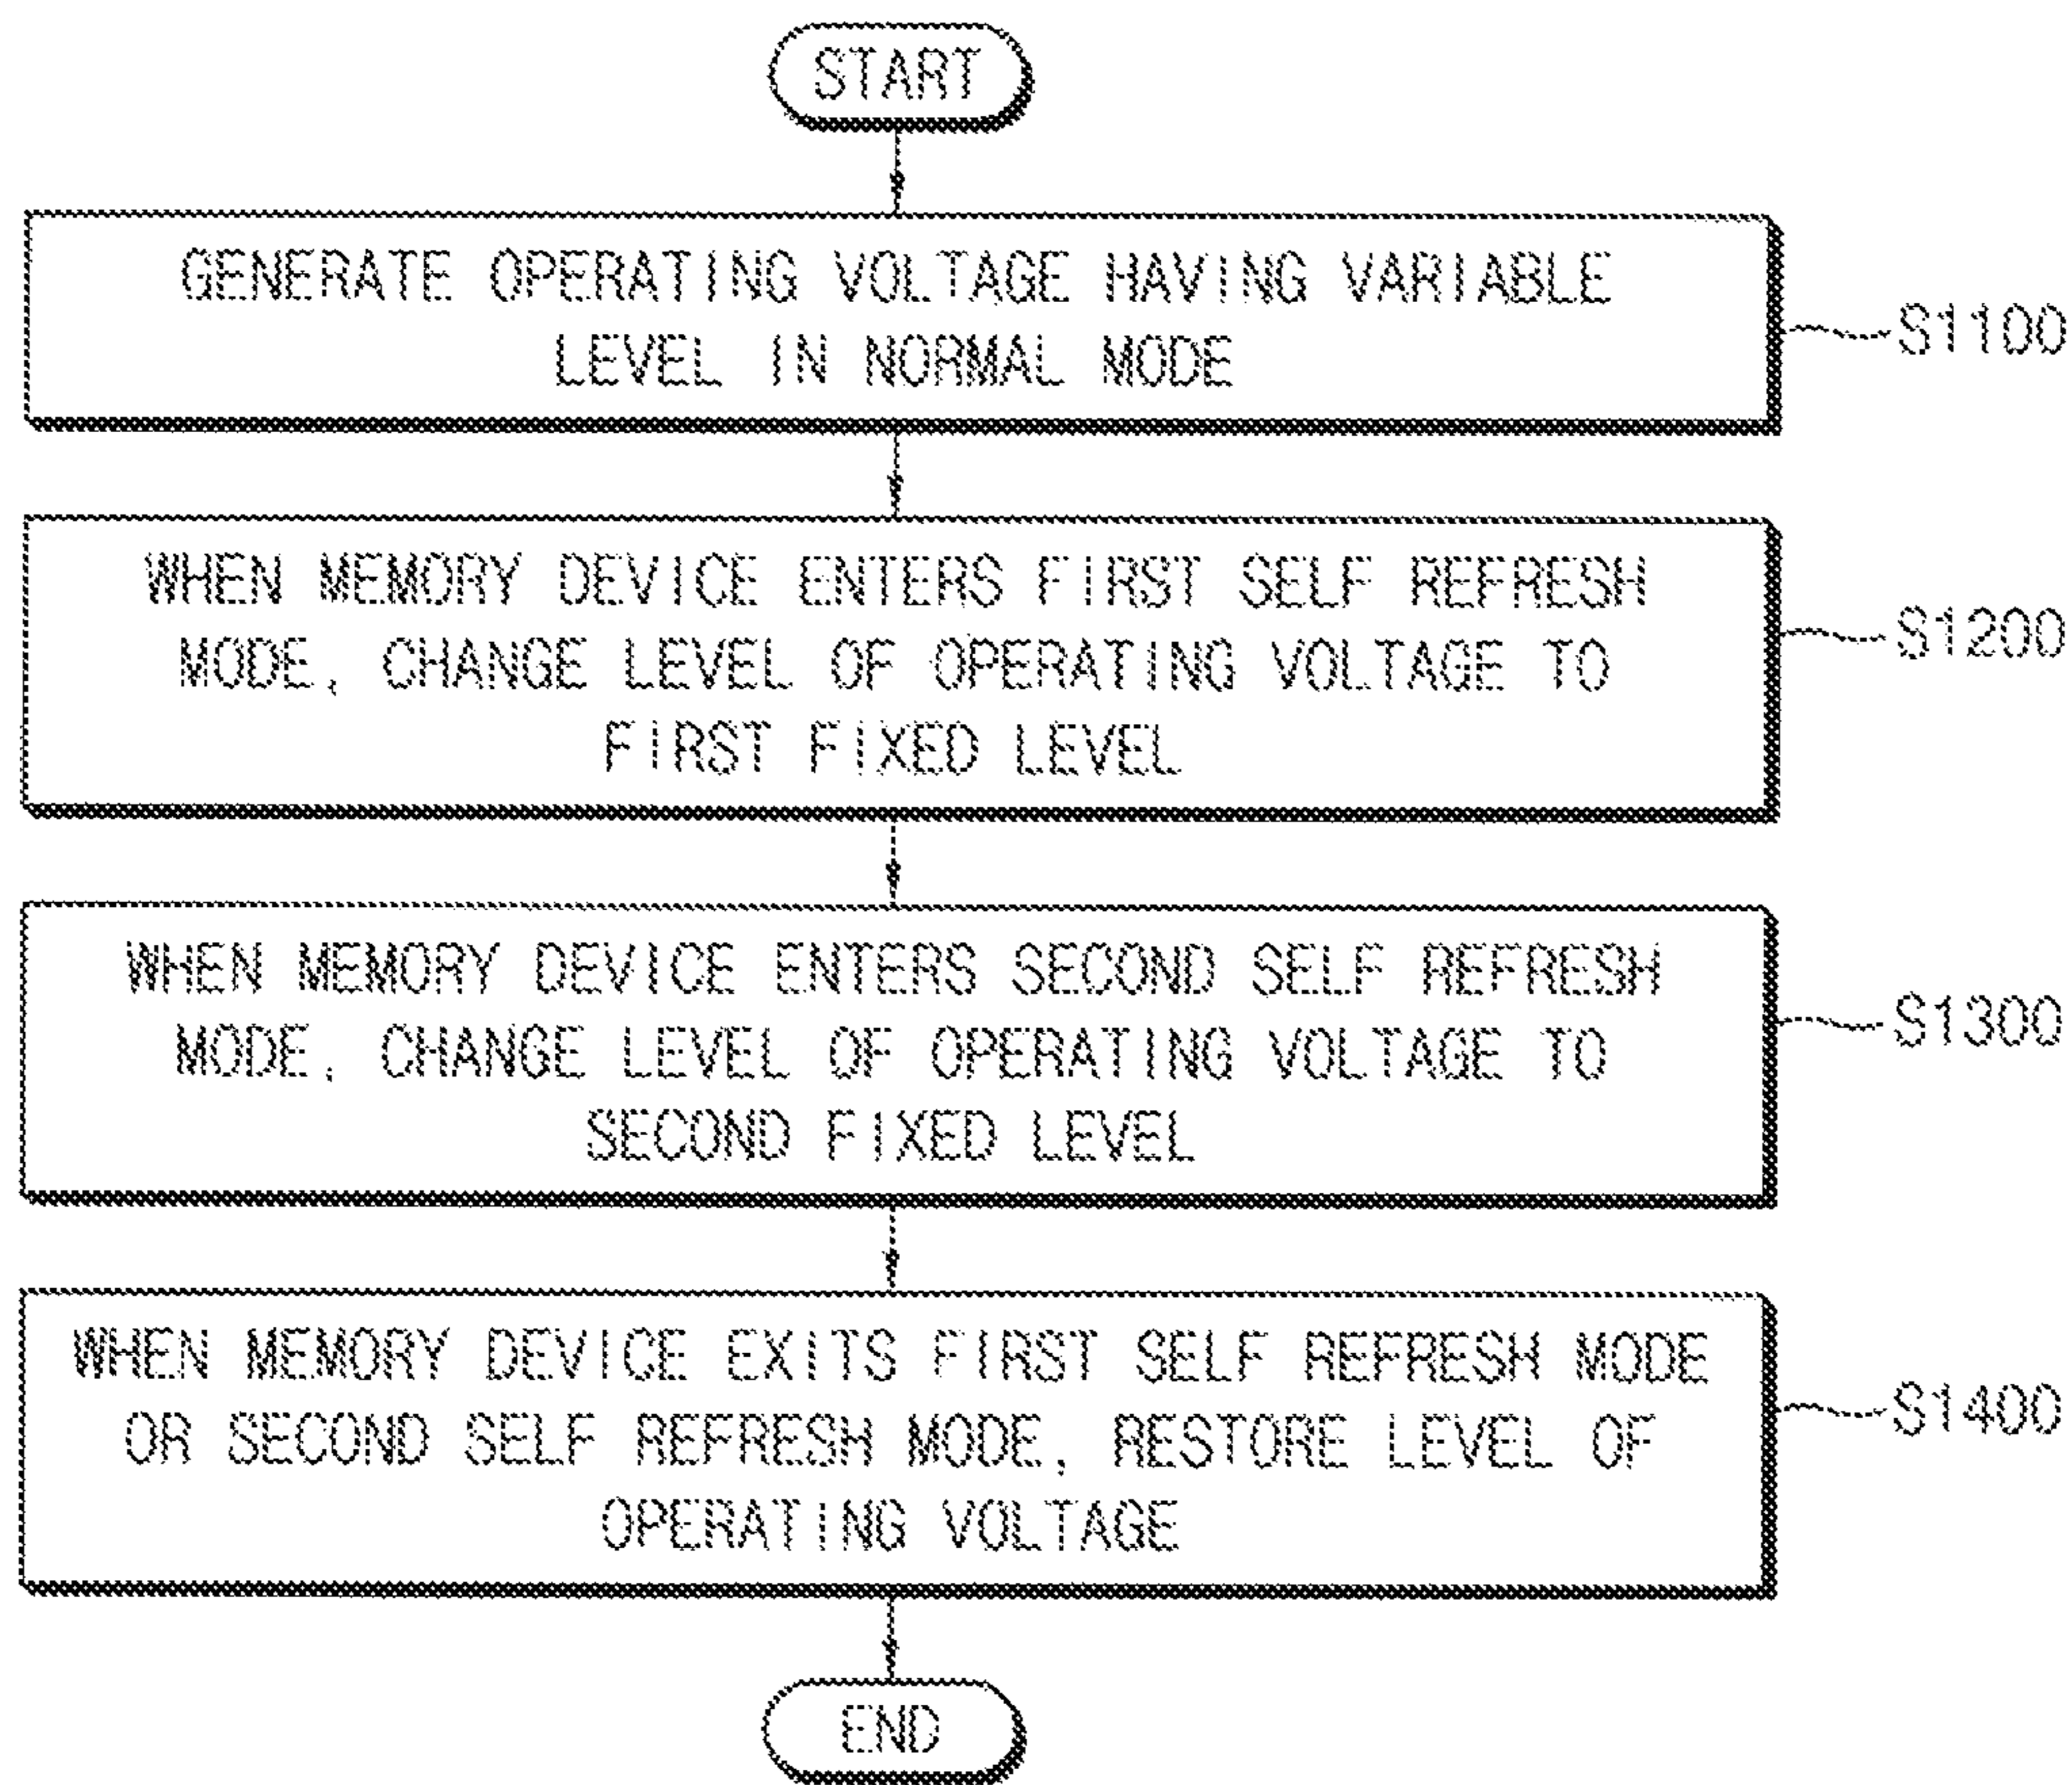 START
GENERATE OPERATING VOLTAGE HAVING VARIABLE
LEVEL IN NORMAL MODE
S1100
WHEN MEMORY DEVICE ENTERS FIRST SELF REFRESH
MODE, CHANGE LEVEL OF OPERATING VOLTAGE TO
FIRST FIXED LEVEL
S1200
WHEN MEMORY DEVICE ENTERS SECOND SELF REFRESH
MODE, CHANGE LEVEL OF OPERATING VOLTAGE TO
SECOND FIXED LEVEL
S1300
WHEN MEMORY DEVICE EXITS FIRST SELF REFRESH MODE
OR SECOND SELF REFRESH MODE, RESTORE LEVEL OF
OPERATING VOLTAGE
S1400
END